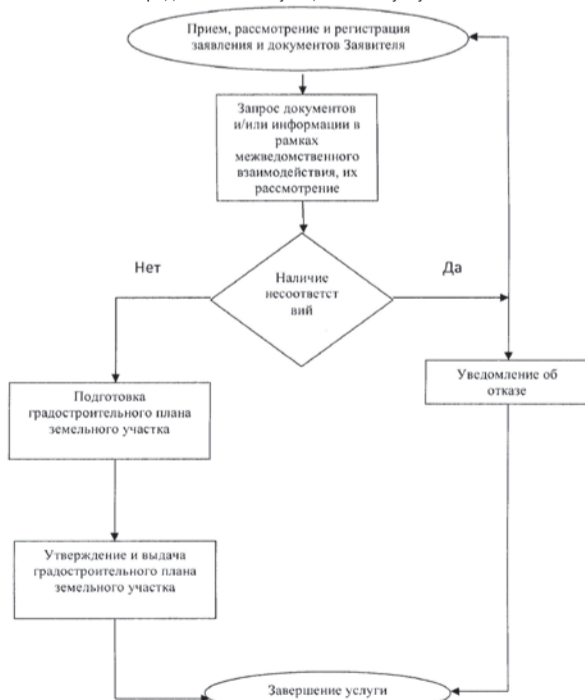 Прием, рассмотрение и регистрация
заявления и документов Заявителя
Запрос документов
и/или информации в
рамках
межведомственного
взаимодействия, их
рассмотрение
Нет
Наличие
несоответст
вий
Да
Подготовка
градостроительного плана
земельного участка
Уведомление об
отказе
Утверждение и выдача
градостроительного плана
земельного участка
Завершение услуги